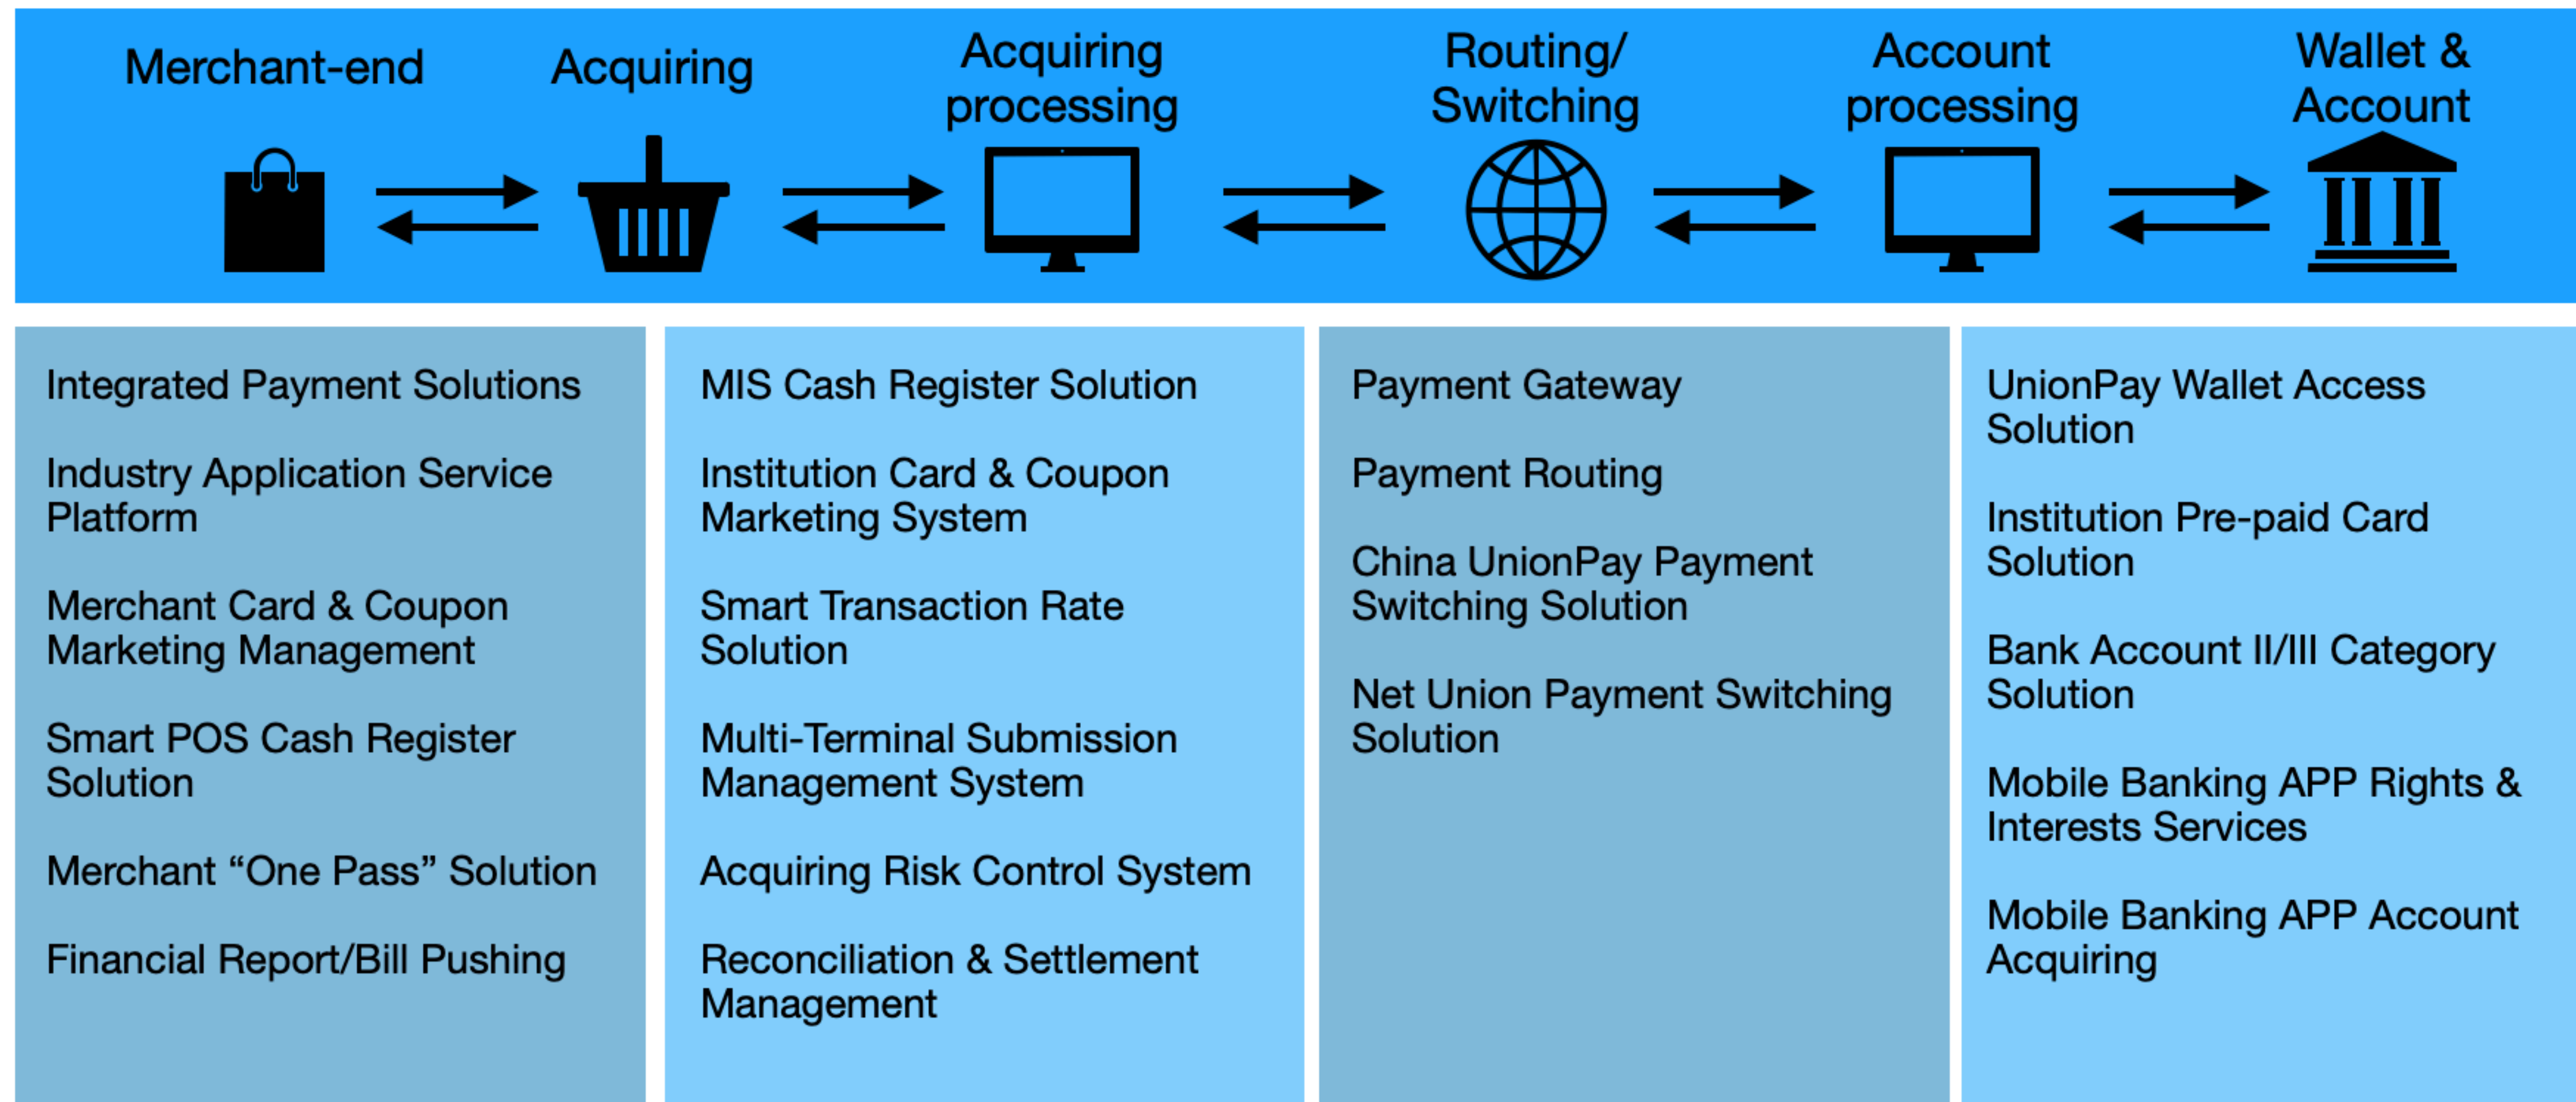 Merchant-end
Acquiring
Acquiring
processing
Routing/
Switching
Account
processing
Wallet &
Account
Integrated Payment Solutions
Industry Application Service
Platform
Merchant Card & Coupon
Marketing Management
Smart POS Cash Register
Solution
Merchant “One Pass” Solution
Financial Report/Bill Pushing
MIS Cash Register Solution
Institution Card & Coupon
Marketing System
Smart Transaction Rate
Solution
Multi-Terminal Submission
Management System
Acquiring Risk Control System
Reconciliation & Settlement
Management
Payment Gateway
Payment Routing
China UnionPay Payment
Switching Solution
Net Union Payment Switching
Solution
UnionPay Wallet Access
Solution
Institution Pre-paid Card
Solution
Bank Account II/III Category
Solution
Mobile Banking APP Rights &
Interests Services
Mobile Banking APP Account
Acquiring